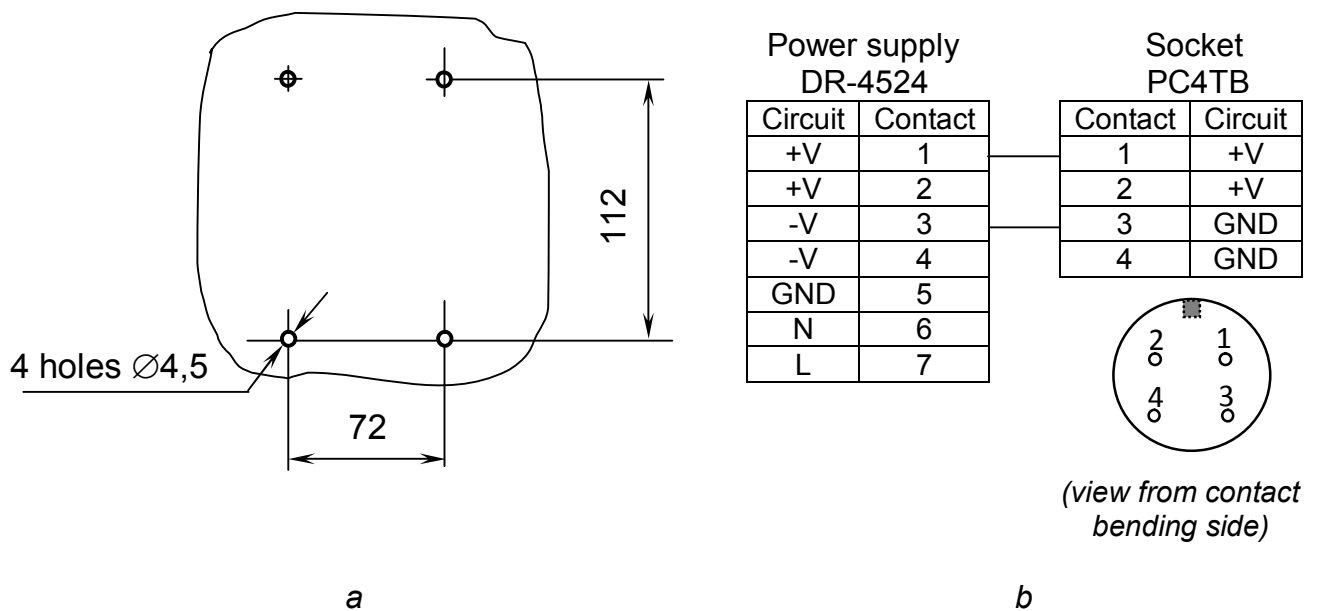 112
4 holes ∅4,5
72
a
Power supply
DR-4524
Circuit Contact
+V 1
+V 2
-V 3
-V 4
GND 5
N 6
L 7
Socket
PC4TB
Contact Circuit
1 +V
2 +V
3 GND
4 GND
2 1
4 3
(view from contact
bending side)
b